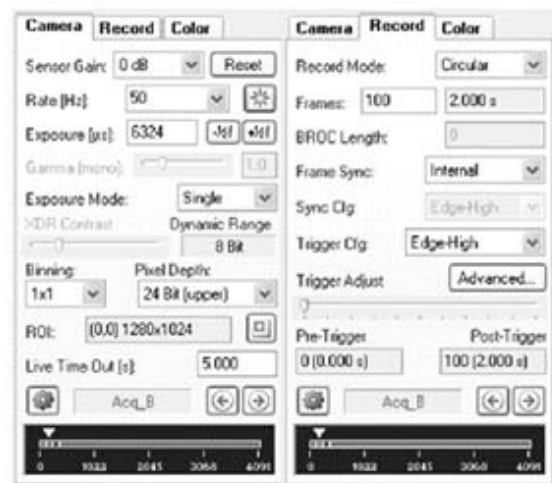 Camera Record Color
Sensor Gain: 0 dB Reset
Rate [Hz]: 50
Exposure [µs]: 6324
Gamma (mono): 1.0
Exposure Mode: Single
XDR Contrast Dynamic Range
8 Bit
Binning: Pixel Depth:
1x1 24 Bit (upper)
ROI: (0,0) 1280x1024
Live Time Out [s]: 5.000
Acq_B
0 1022 2045 3068 4091
Camera Record Color
Record Mode: Circular
Frames: 100 2.000 s
BROC Length: 0
Frame Sync: Internal
Sync Cfg: Edge-High
Trigger Cfg: Edge-High
Trigger Adjust Advanced...
Pre-Trigger Post-Trigger
0 (0.000 s) 100 (2.000 s)
Acq_B
0 1022 2045 3068 4091